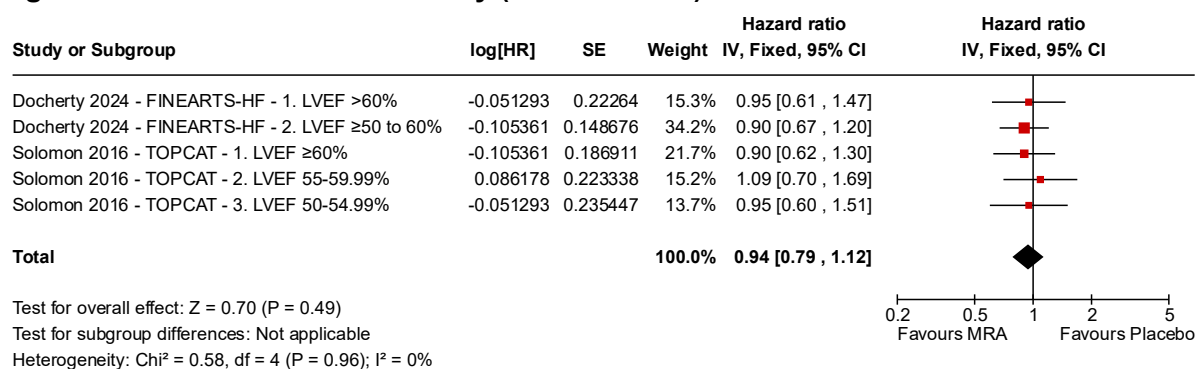 Hazard ratio Hazard ratio
Study or Subgroup log[HR] SE Weight IV, Fixed, 95% CI IV, Fixed, 95% CI
Docherty 2024 - FINEARTS-HF - 1. LVEF >60% -0.051293 0.22264 15.3% 0.95 [0.61 , 1.47]
Docherty 2024 - FINEARTS-HF - 2. LVEF ≥50 to 60% -0.105361 0.148676 34.2% 0.90 [0.67 , 1.20]
Solomon 2016 - TOPCAT - 1. LVEF ≥60% -0.105361 0.186911 21.7% 0.90 [0.62 , 1.30]
Solomon 2016 - TOPCAT - 2. LVEF 55-59.99% 0.086178 0.223338 15.2% 1.09 [0.70 , 1.69]
Solomon 2016 - TOPCAT - 3. LVEF 50-54.99% -0.051293 0.235447 13.7% 0.95 [0.60 , 1.51]
Total 100.0% 0.94 [0.79 , 1.12]
Test for overall effect: Z = 0.70 (P = 0.49)
Test for subgroup differences: Not applicable
Heterogeneity: Chi² = 0.58, df = 4 (P = 0.96); I² = 0%
0.2 0.5 1 2 5
Favours MRA Favours Placebo